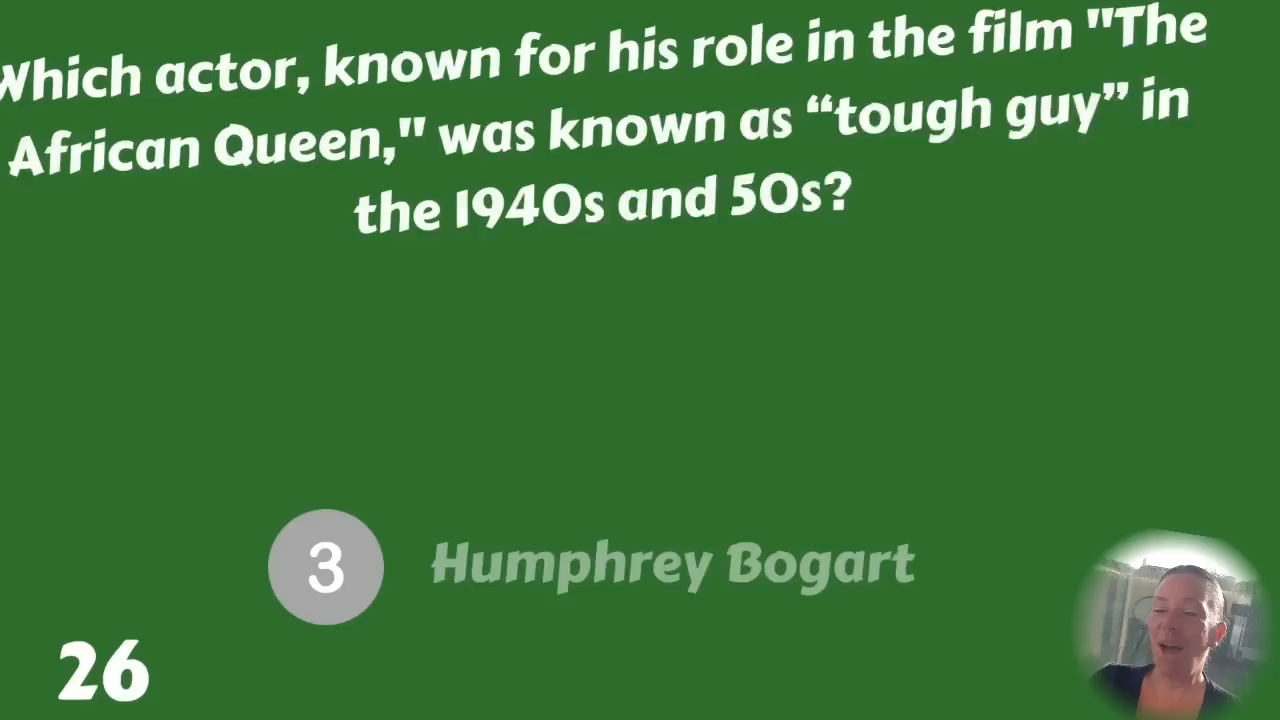 Which actor, known for his role in the film "The
African Queen," was known as “tough guy” in
the 1940s and 50s?
3 Humphrey Bogart
26